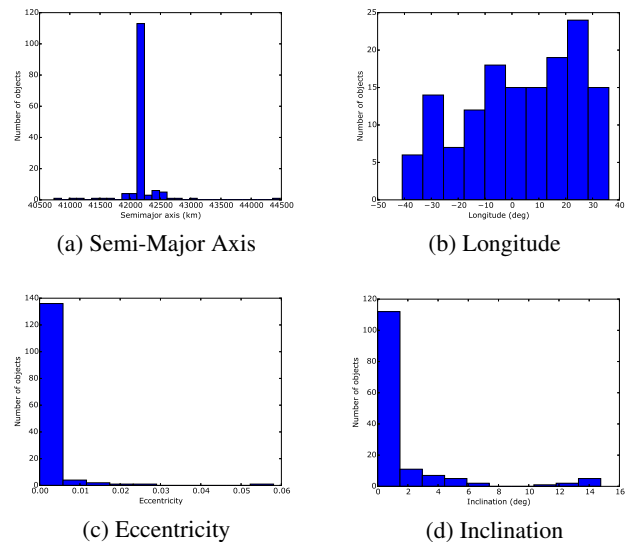 120
100
80
60
40
20
0
Number of objects
40500 41000 41500 42000 42500 43000 43500 44000 44500
Semimajor axis (km)
(a) Semi-Major Axis
25
20
15
10
5
0
Number of objects
−50 −40 −30 −20 −10 0 10 20 30 40
Longitude (deg)
(b) Longitude
140
120
100
80
60
40
20
0
Number of objects
0.00 0.01 0.02 0.03 0.04 0.05 0.06
Eccentricity
(c) Eccentricity
120
100
80
60
40
20
0
Number of objects
0 2 4 6 8 10 12 14 16
Inclination (deg)
(d) Inclination